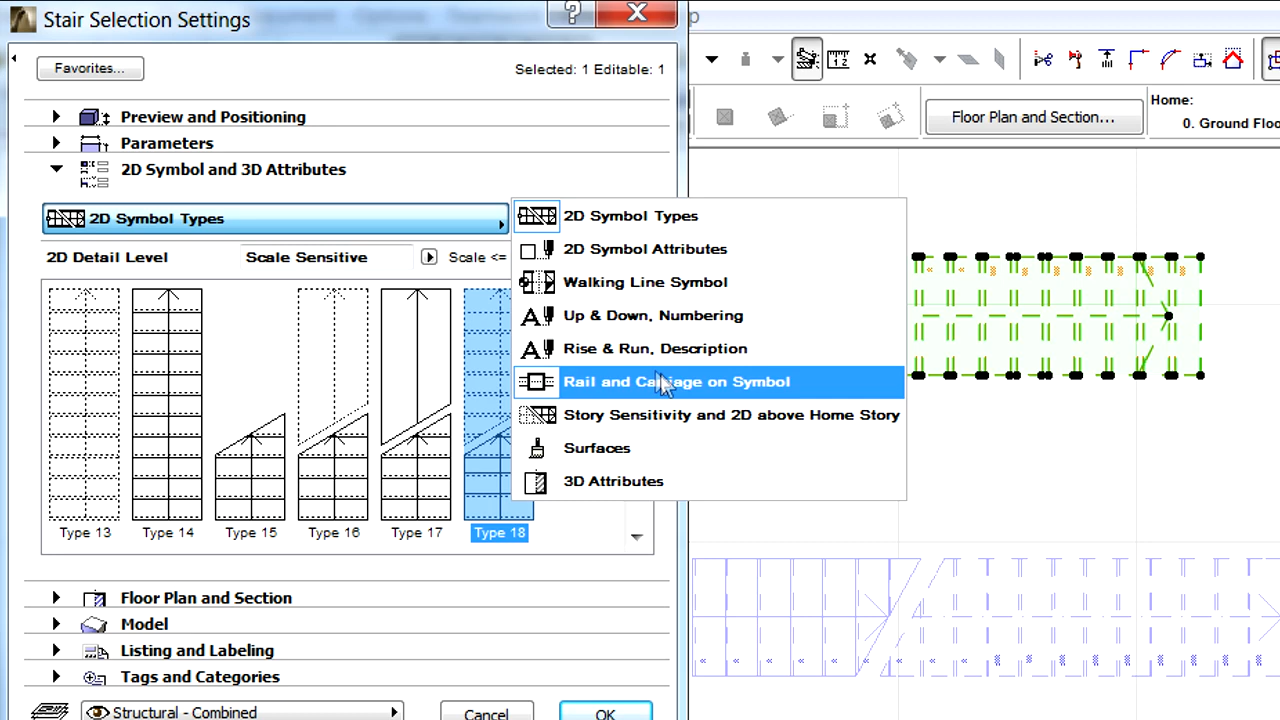 Stair Selection Settings
?
Favorites...
Selected: 1 Editable: 1
Preview and Positioning
Parameters
2D Symbol and 3D Attributes
2D Symbol Types
2D Detail Level
Scale Sensitive
Scale <=
Type 13
Type 14
Type 15
Type 16
Type 17
Type 18
2D Symbol Types
2D Symbol Attributes
Walking Line Symbol
Up & Down, Numbering
Rise & Run, Description
Rail and Carriage on Symbol
Story Sensitivity and 2D above Home Story
Surfaces
3D Attributes
Floor Plan and Section
Model
Listing and Labeling
Tags and Categories
Structural - Combined
Cancel
OK
Floor Plan and Section...
Home:
0. Ground Floo